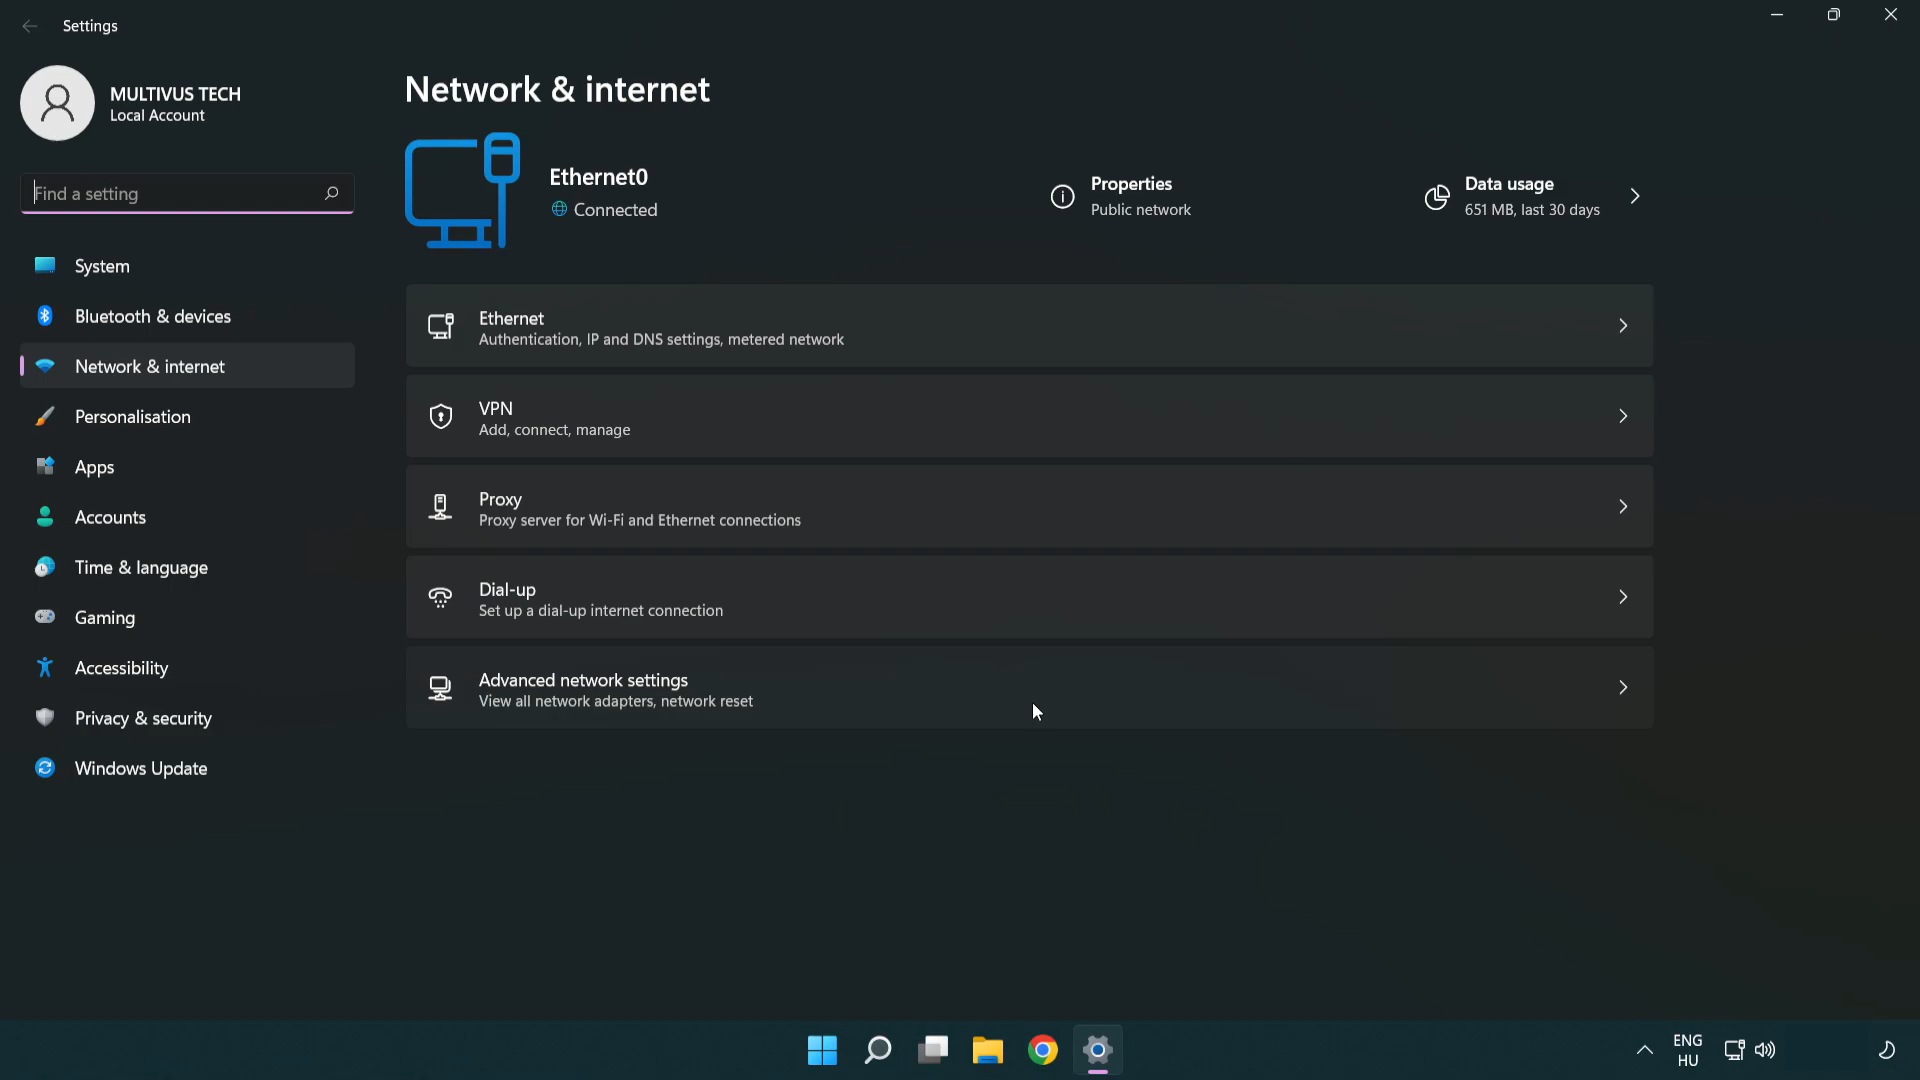 Settings
MULTIVUS TECH
Local Account
Find a setting
System
Bluetooth & devices
Network & internet
Personalisation
Apps
Accounts
Time & language
Gaming
Accessibility
Privacy & security
Windows Update
Network & internet
Ethernet0
Connected
Properties
Public network
Data usage
651 MB, last 30 days
Ethernet
Authentication, IP and DNS settings, metered network
VPN
Add, connect, manage
Proxy
Proxy server for Wi-Fi and Ethernet connections
Dial-up
Set up a dial-up internet connection
Advanced network settings
View all network adapters, network reset
ENG
HU